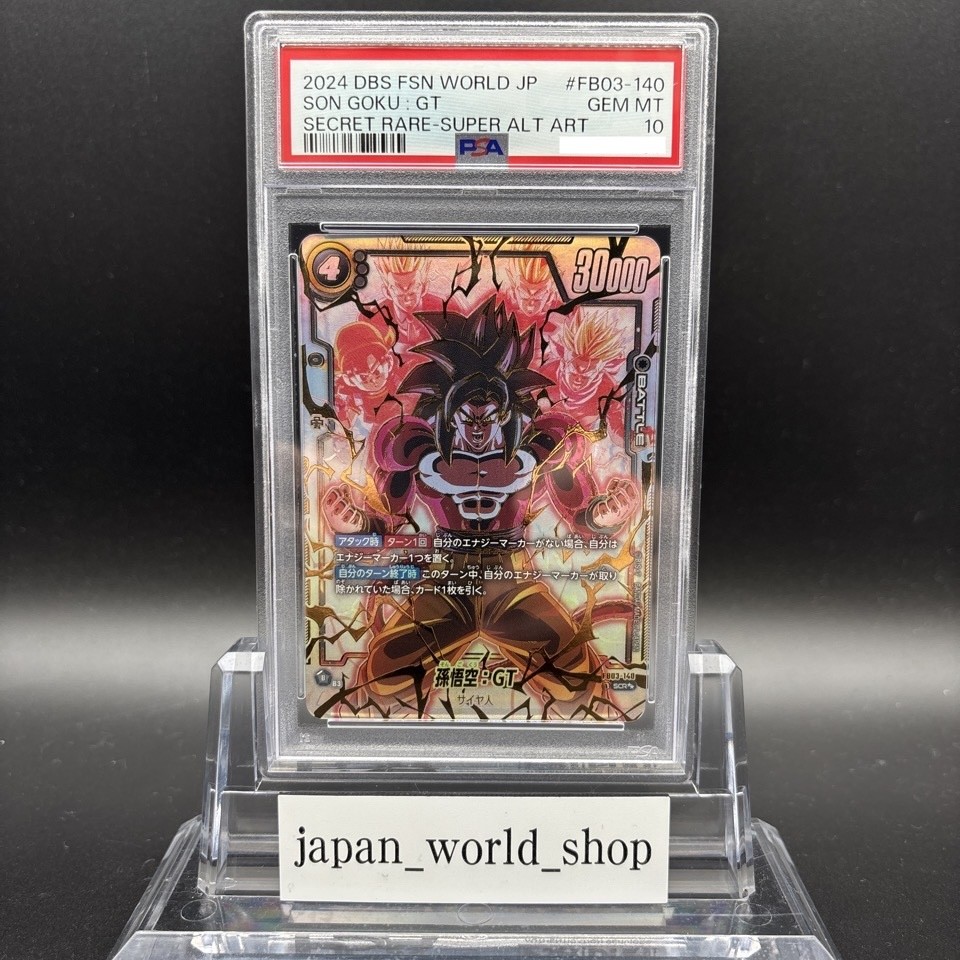 2024 DBS FSN WORLD JP #FB03-140
SON GOKU : GT GEM MT
SECRET RARE-SUPER ALT ART 10
PSA
4
30000
BATTLE
アタック時 ターン1回 自分のエナジーマーカーがない場合、自分は
エナジーマーカー1つを置く。
自分のターン終了時 このターン中、自分のエナジーマーカーが取り
除かれていた場合、カード1枚を引く。
孫悟空：GT
サイヤ人
FB03-140
SCR
PSA
japan_world_shop